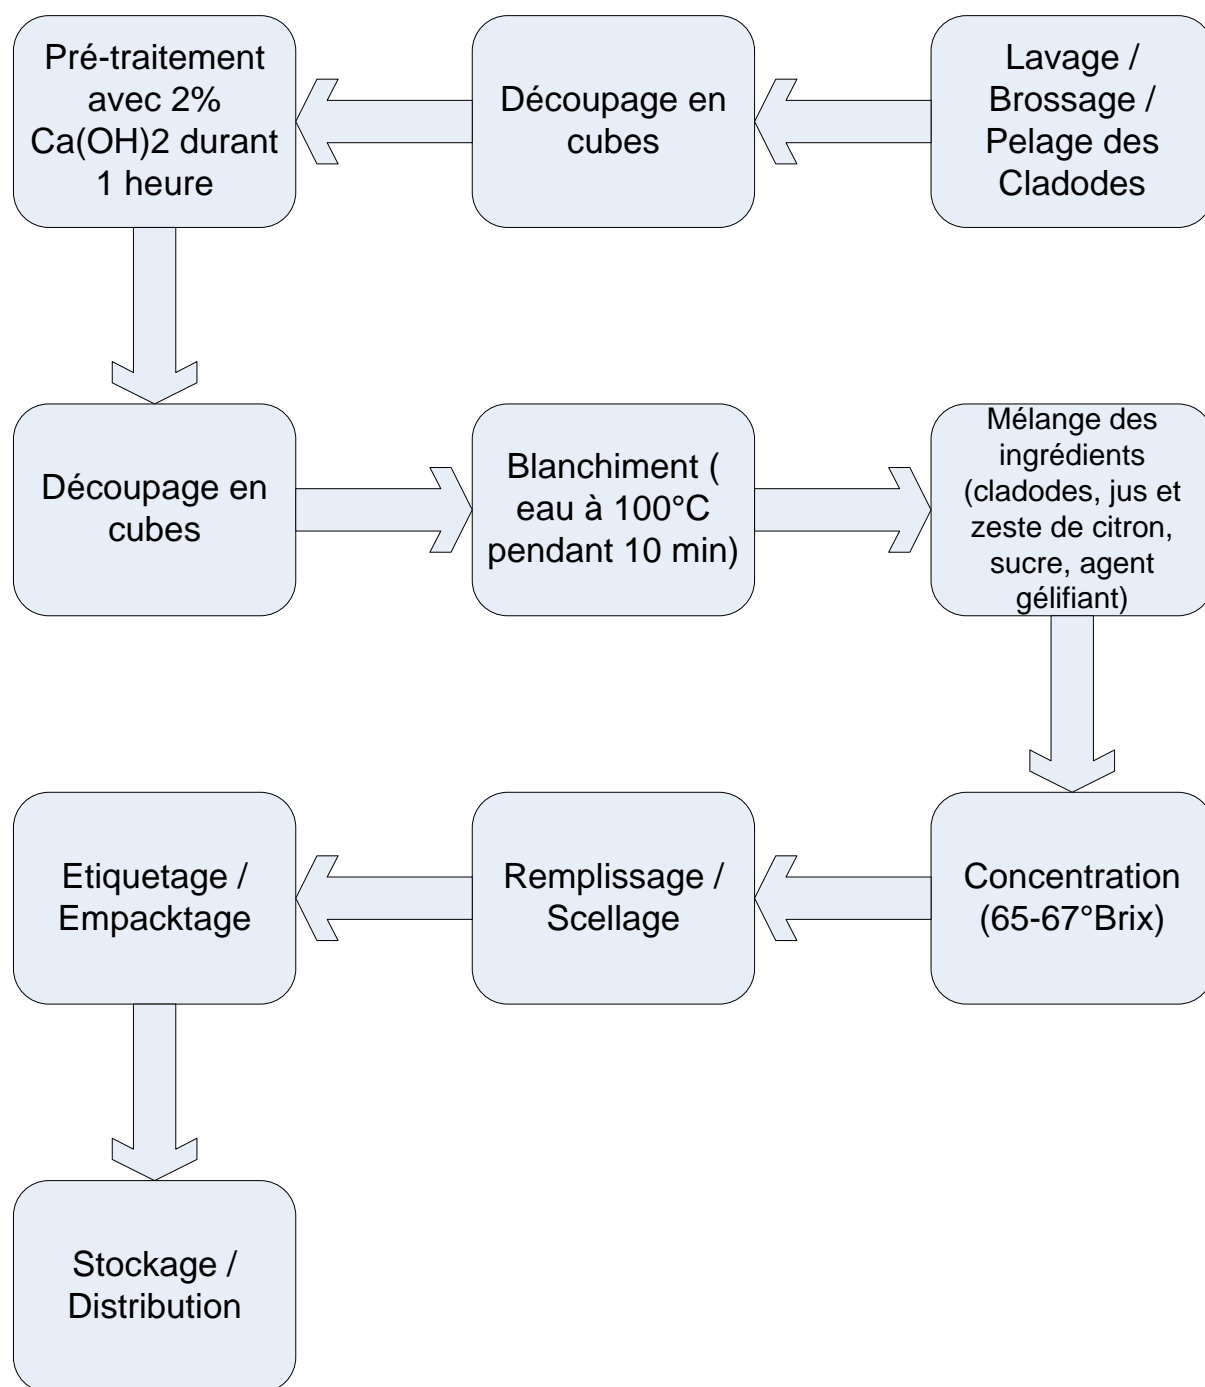 Pré-traitement
avec 2%
Ca(OH)2 durant
1 heure
Découpage en
cubes
Lavage /
Brossage /
Pelage des
Cladodes
Découpage en
cubes
Blanchiment (
eau à 100°C
pendant 10 min)
Mélange des
ingrédients
(cladodes, jus et
zeste de citron,
sucre, agent
gélifiant)
Etiquetage /
Empacktage
Remplissage /
Scellage
Concentration
(65-67°Brix)
Stockage /
Distribution